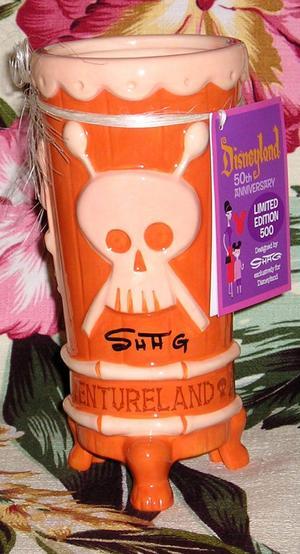 Disneyland
50th
ANNIVERSARY
LIMITED
EDITION
500
Designed by
SHAG
exclusively for
Disneyland
SHAG
ENTURELAND